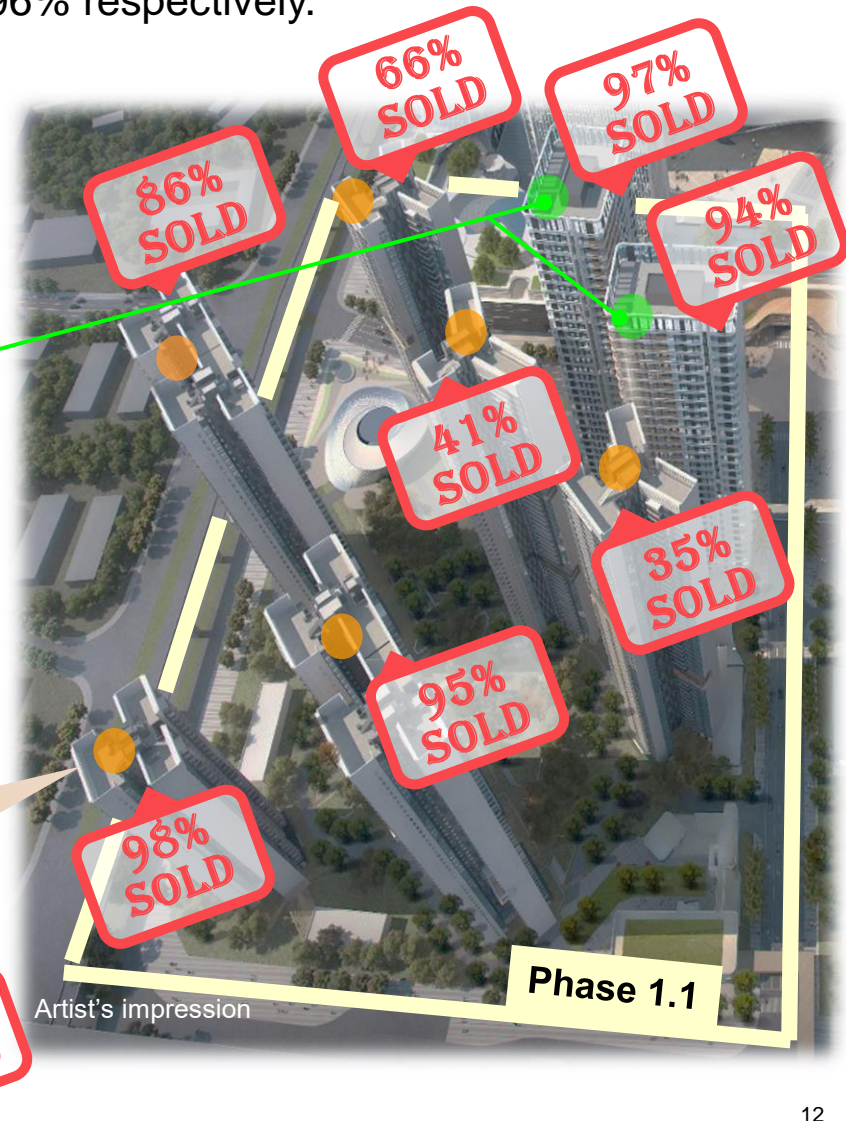 96% respectively.
66%
SOLD
97%
SOLD
86%
SOLD
94%
SOLD
41%
SOLD
35%
SOLD
95%
SOLD
98%
SOLD
Phase 1.1
Artist's impression
12